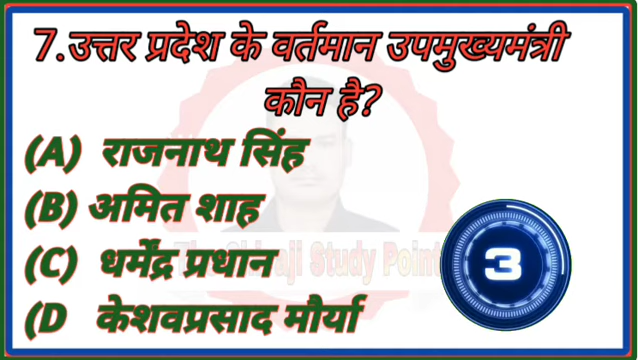 7.उत्तर प्रदेश के वर्तमान उपमुख्यमंत्री
कौन है?
(A) राजनाथ सिंह
(B) अमित शाह
(C) धर्मेंद्र प्रधान
(D केशवप्रसाद मौर्या
3